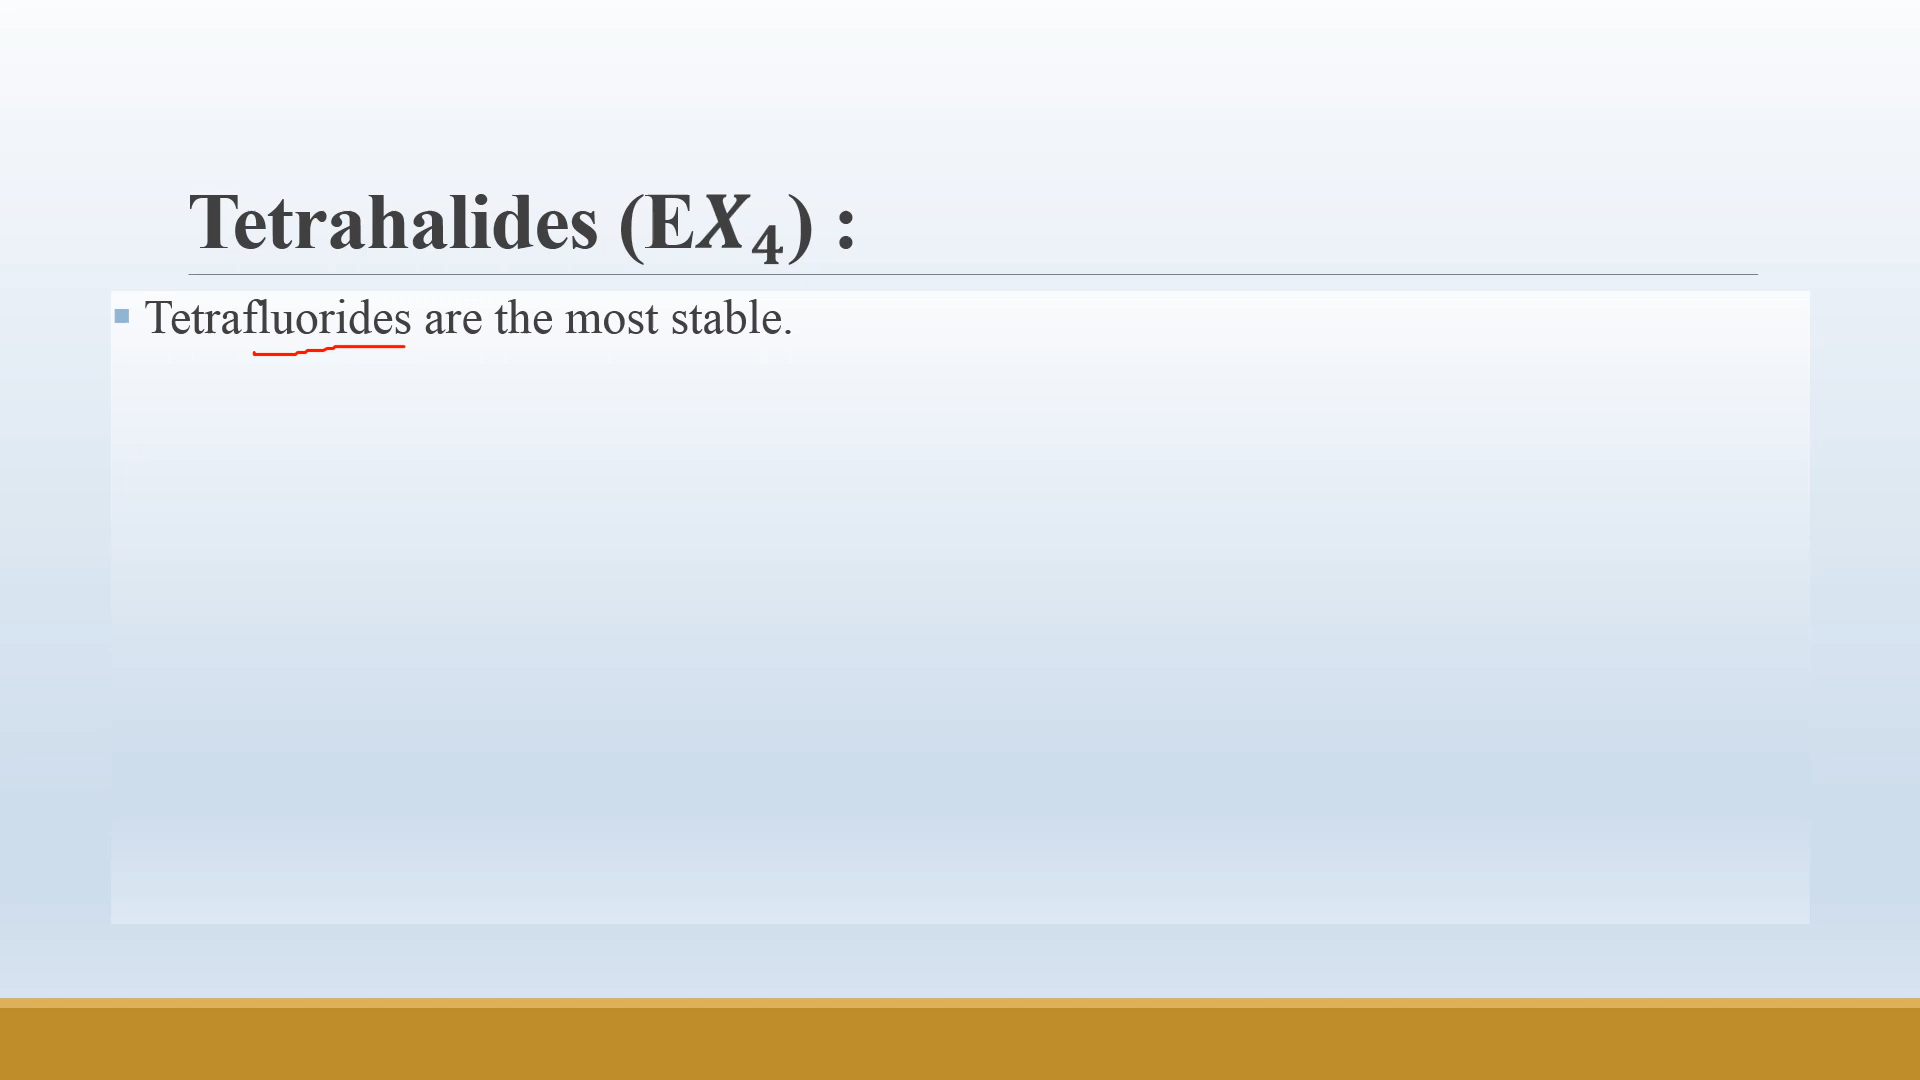 Tetrahalides (E𝑿₄) :
▪ Tetrafluorides are the most stable.